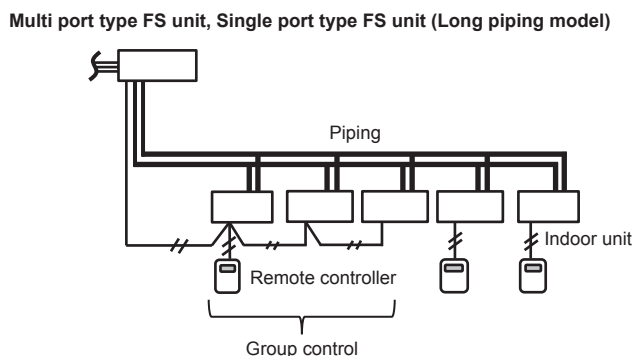 Multi port type FS unit, Single port type FS unit (Long piping model)
Piping
Indoor unit
Remote controller
Group control